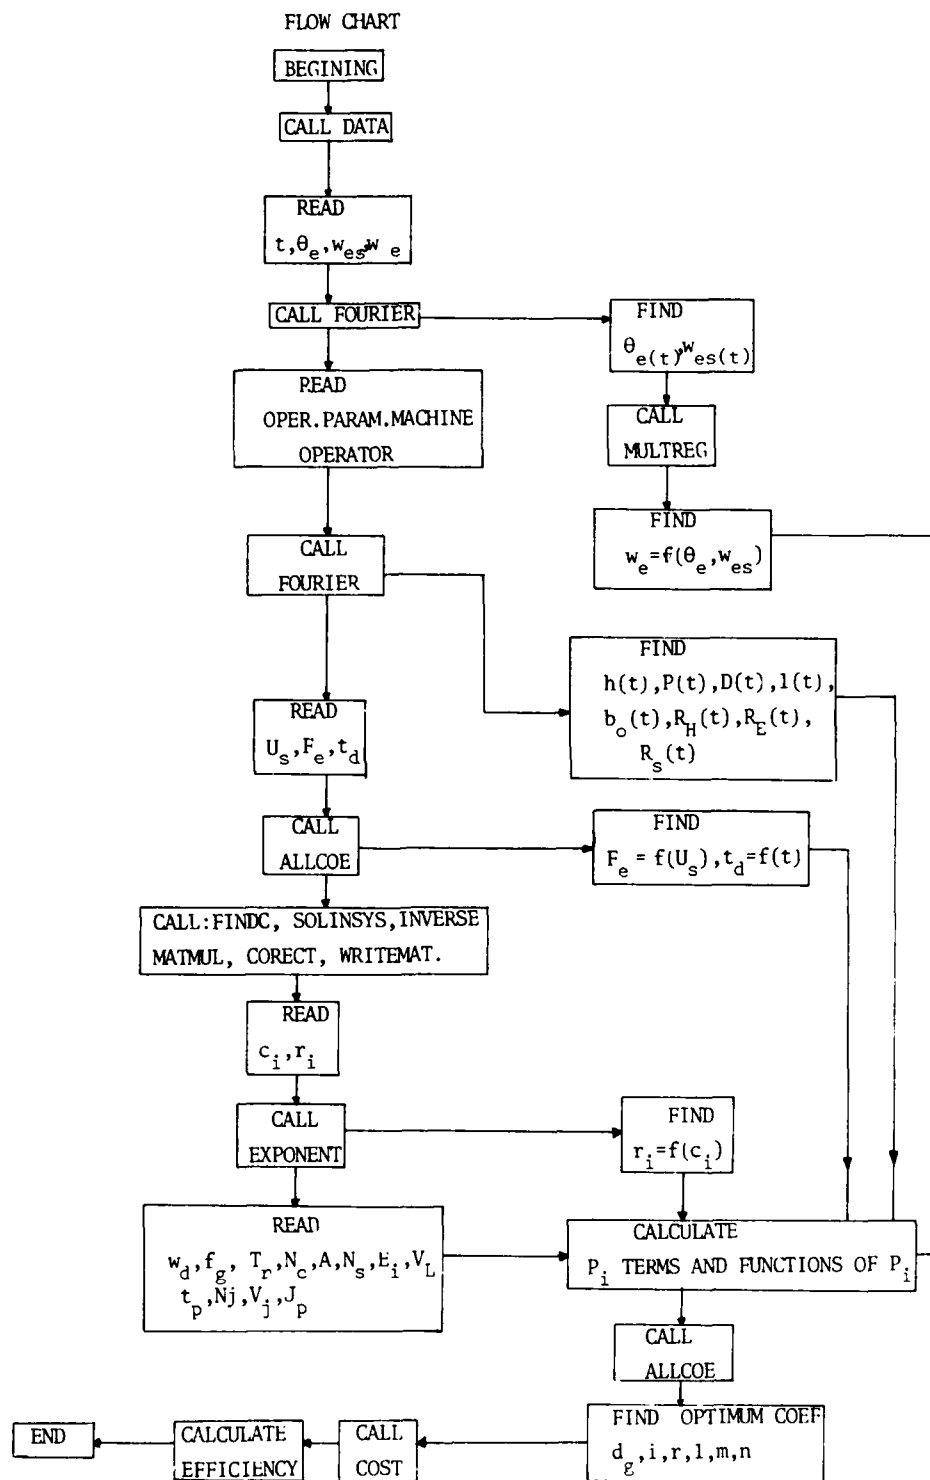 FLOW CHART
BEGINING
CALL DATA
READ
t,θe,wes,we
CALL FOURIER
FIND
θe(t),wes(t)
READ
OPER.PARAM.MACHINE
OPERATOR
CALL
MULTREG
FIND
we=f(θe,wes)
CALL
FOURIER
FIND
h(t),P(t),D(t),l(t),
bo(t),RH(t),RE(t),
Rs(t)
READ
Us,Fe,td
CALL
ALLCOE
FIND
Fe = f(Us),td=f(t)
CALL:FINDC, SOLINSYS,INVERSE
MATMUL, CORECT, WRITEMAT.
READ
ci,ri
CALL
EXPONENT
FIND
ri=f(ci)
READ
wd,fg, Tr,Nc,A,Ns,Ei,VL
tp,Nj,Vj,Jp
CALCULATE
Pi TERMS AND FUNCTIONS OF Pi
CALL
ALLCOE
FIND OPTIMUM COEF
dg,i,r,l,m,n
CALL
COST
CALCULATE
EFFICIENCY
END